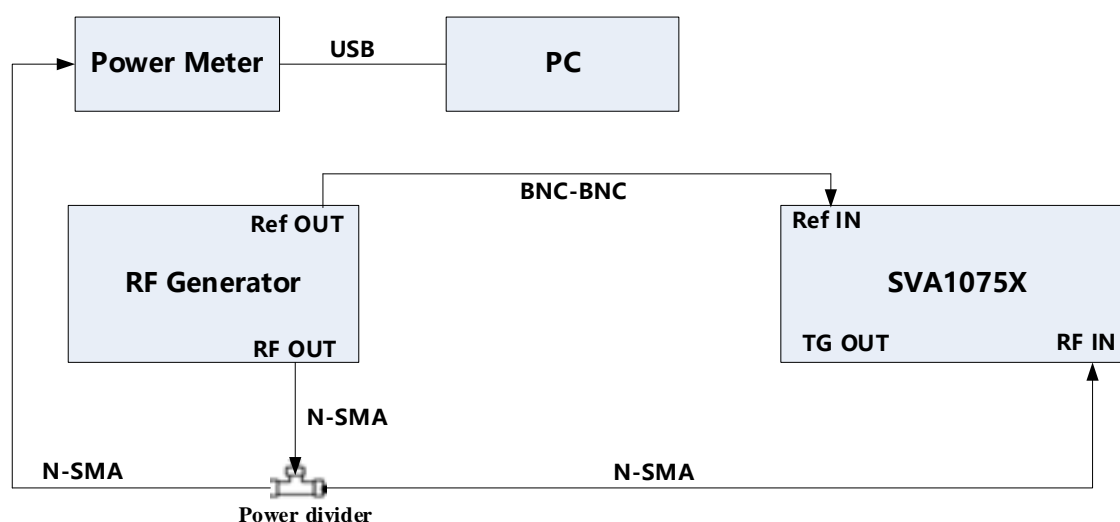 Power Meter
USB
PC
BNC-BNC
Ref OUT
Ref IN
RF Generator
SVA1075X
RF OUT
TG OUT
RF IN
N-SMA
N-SMA
N-SMA
Power divider